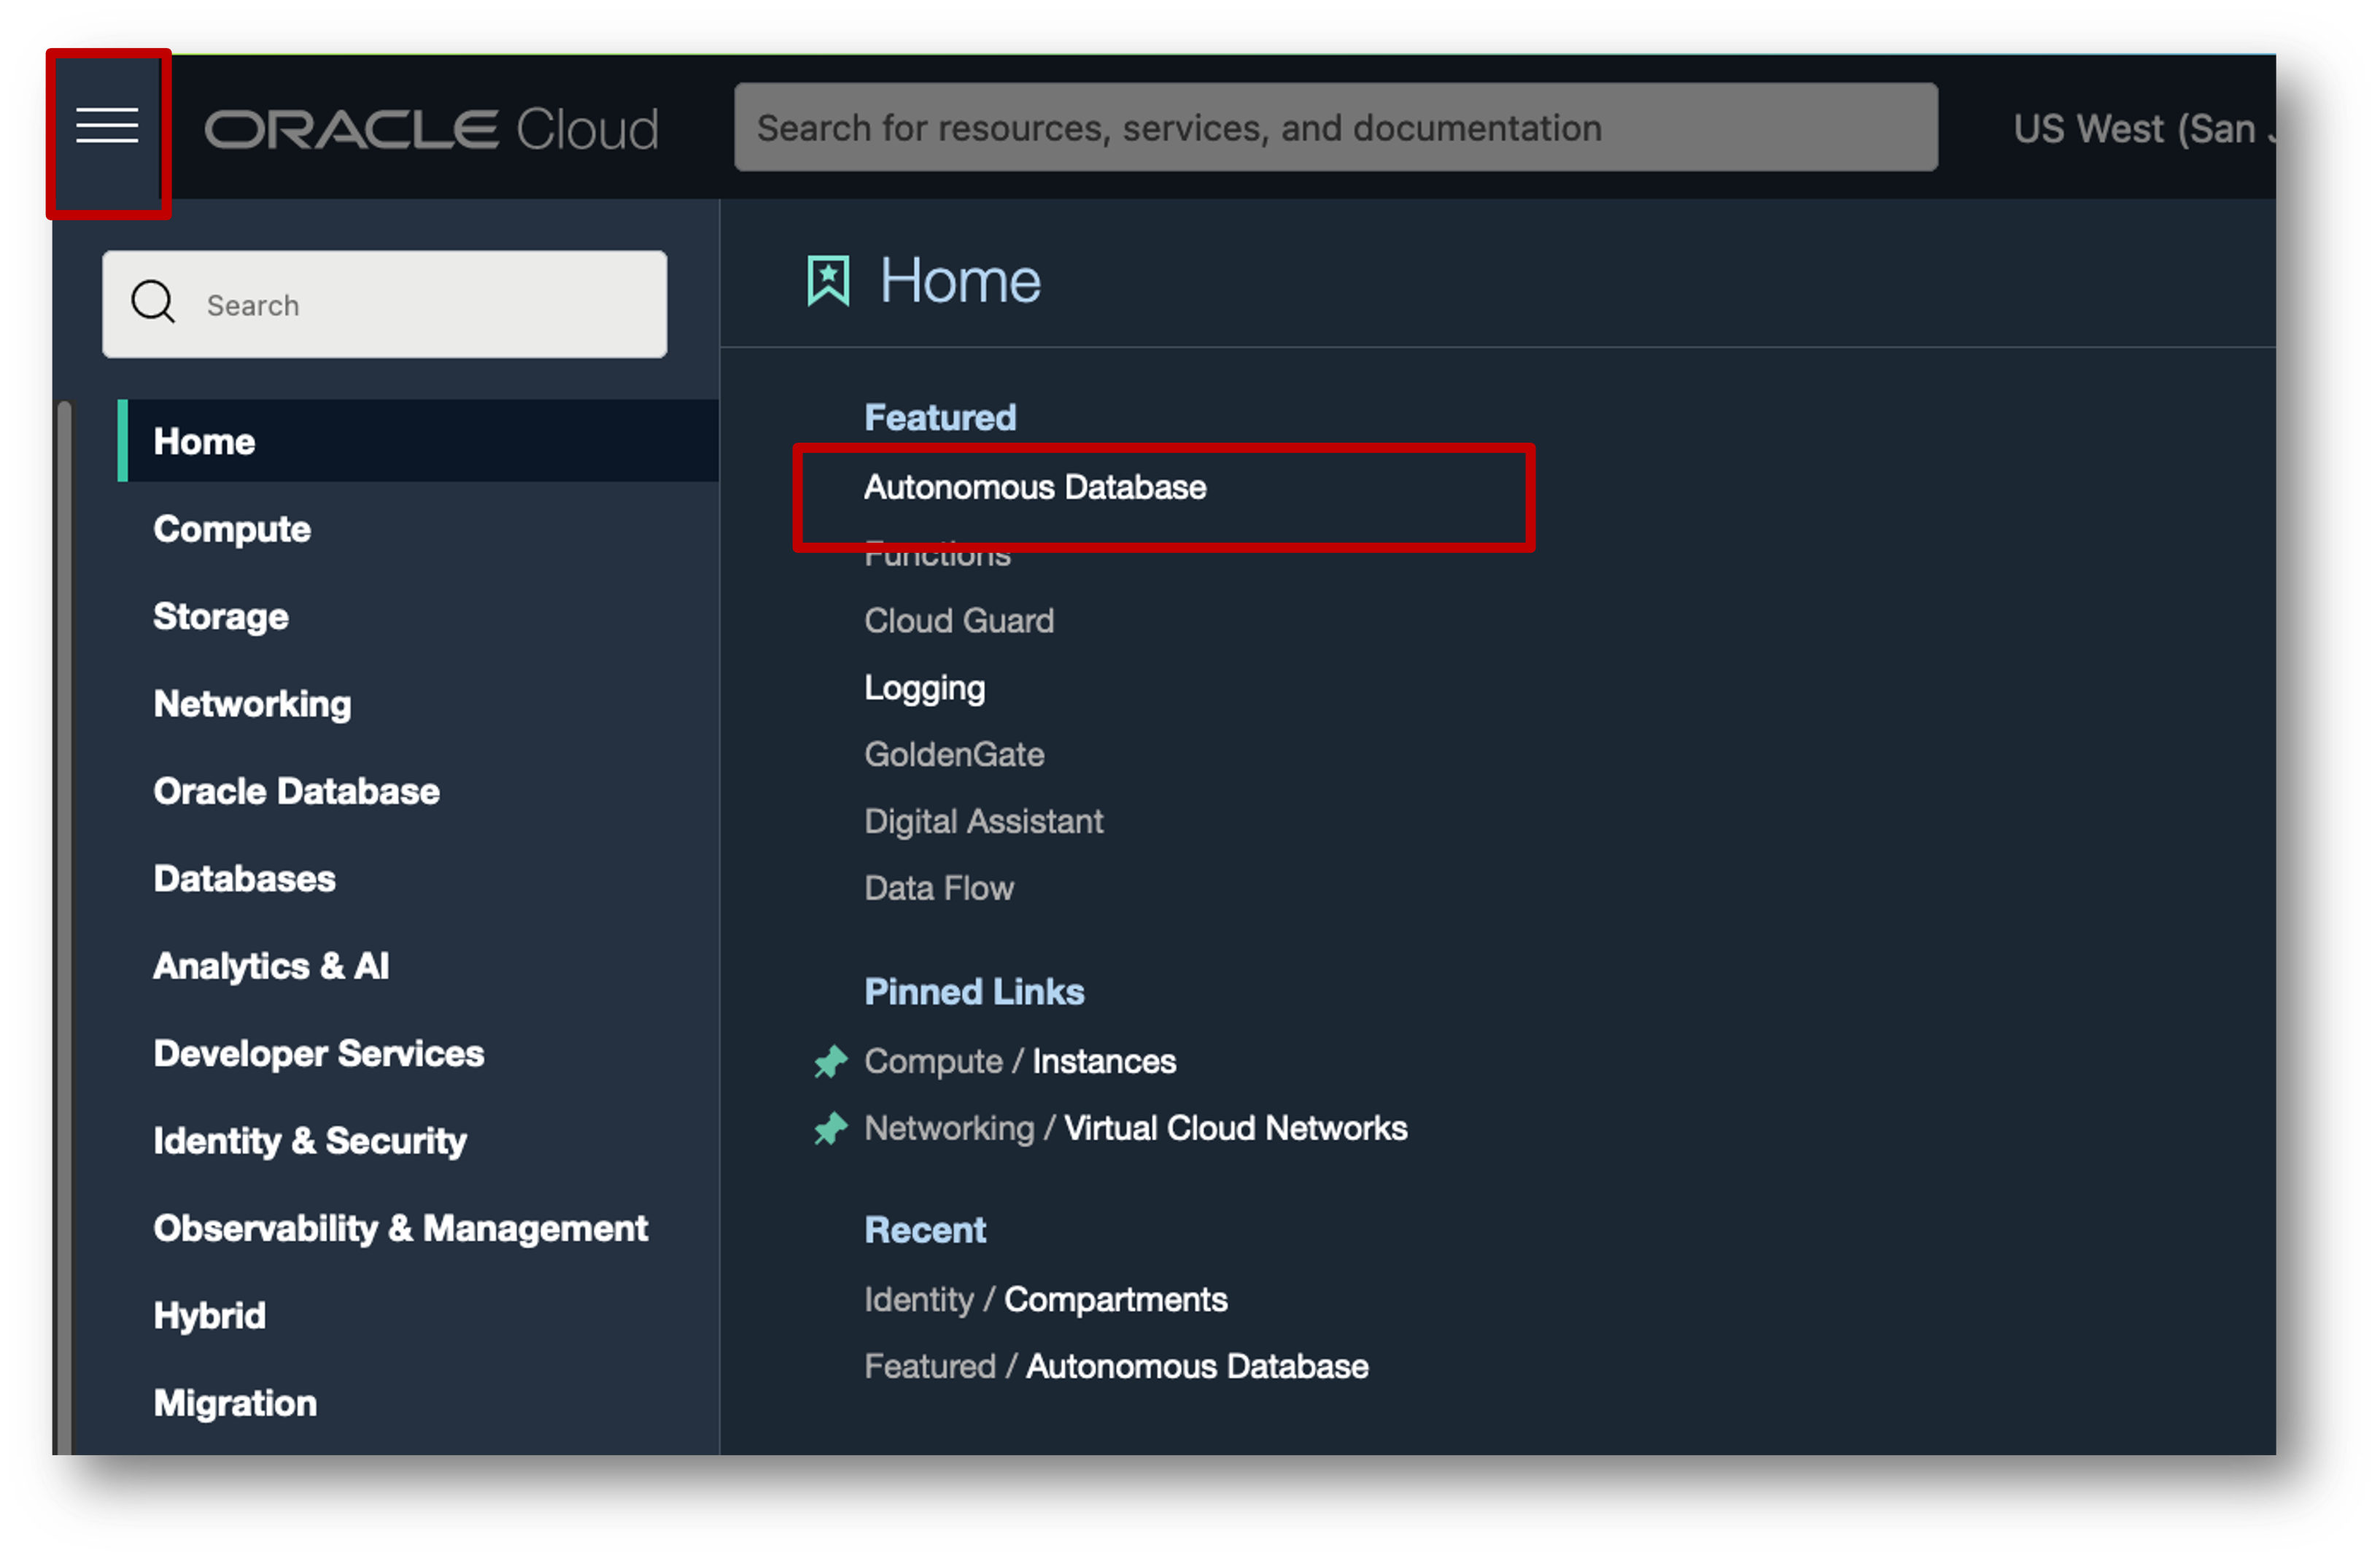 ORACLE Cloud
Search for resources, services, and documentation
US West (San
Search
Home
Compute
Storage
Networking
Oracle Database
Databases
Analytics & AI
Developer Services
Identity & Security
Observability & Management
Hybrid
Migration
Home
Featured
Autonomous Database
Functions
Cloud Guard
Logging
GoldenGate
Digital Assistant
Data Flow
Pinned Links
Compute / Instances
Networking / Virtual Cloud Networks
Recent
Identity / Compartments
Featured / Autonomous Database